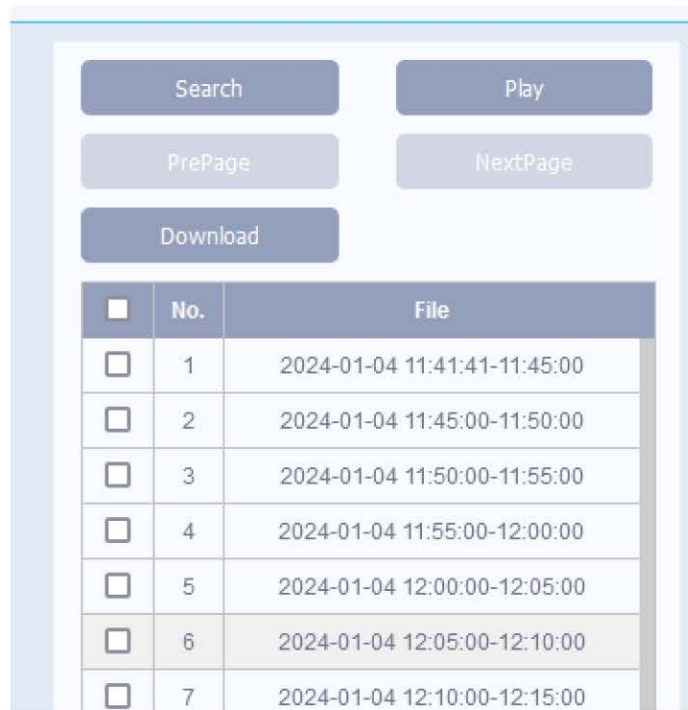 Search Play
PrePage NextPage
Download
No. File
1 2024-01-04 11:41:41-11:45:00
2 2024-01-04 11:45:00-11:50:00
3 2024-01-04 11:50:00-11:55:00
4 2024-01-04 11:55:00-12:00:00
5 2024-01-04 12:00:00-12:05:00
6 2024-01-04 12:05:00-12:10:00
7 2024-01-04 12:10:00-12:15:00